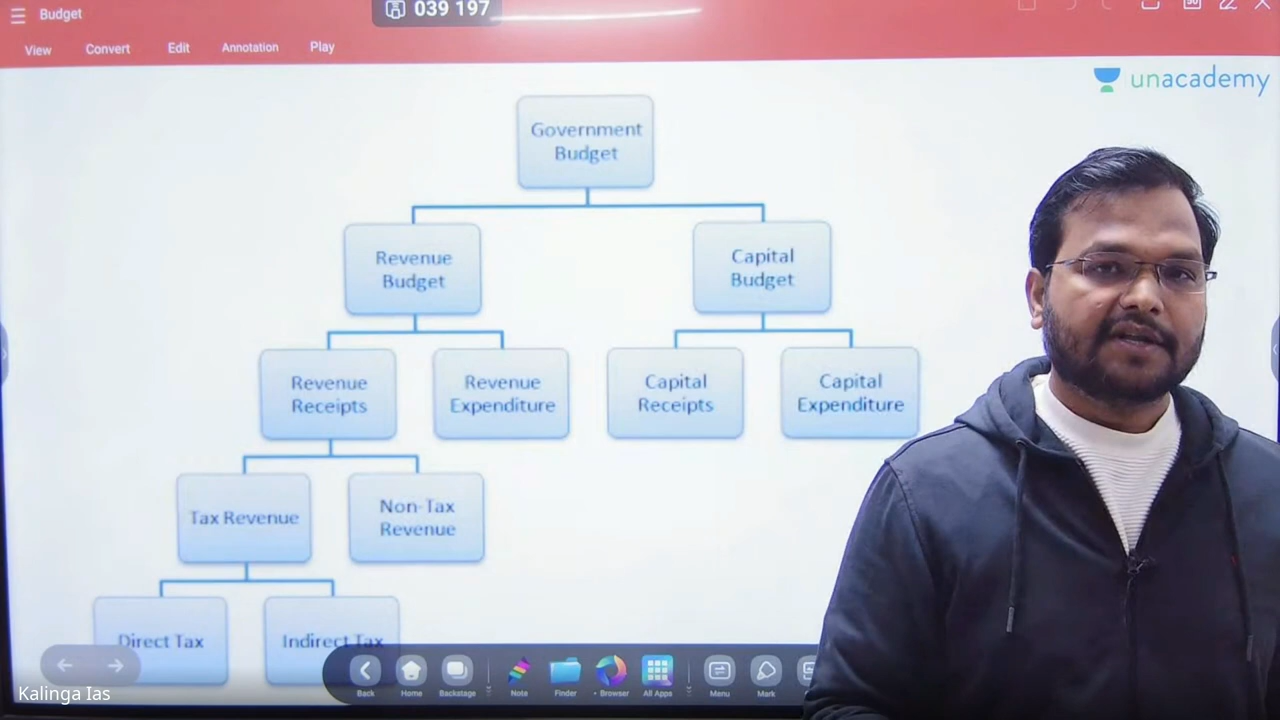 Budget
039 197
View Convert Edit Annotation Play
unacademy
Government
Budget
Revenue
Budget
Capital
Budget
Revenue
Receipts
Revenue
Expenditure
Capital
Receipts
Capital
Expenditure
Tax Revenue
Non-Tax
Revenue
Direct Tax
Indirect Tax
Back Home Backstage Note Finder Browser All Apps Menu Mark
Kalinga Ias